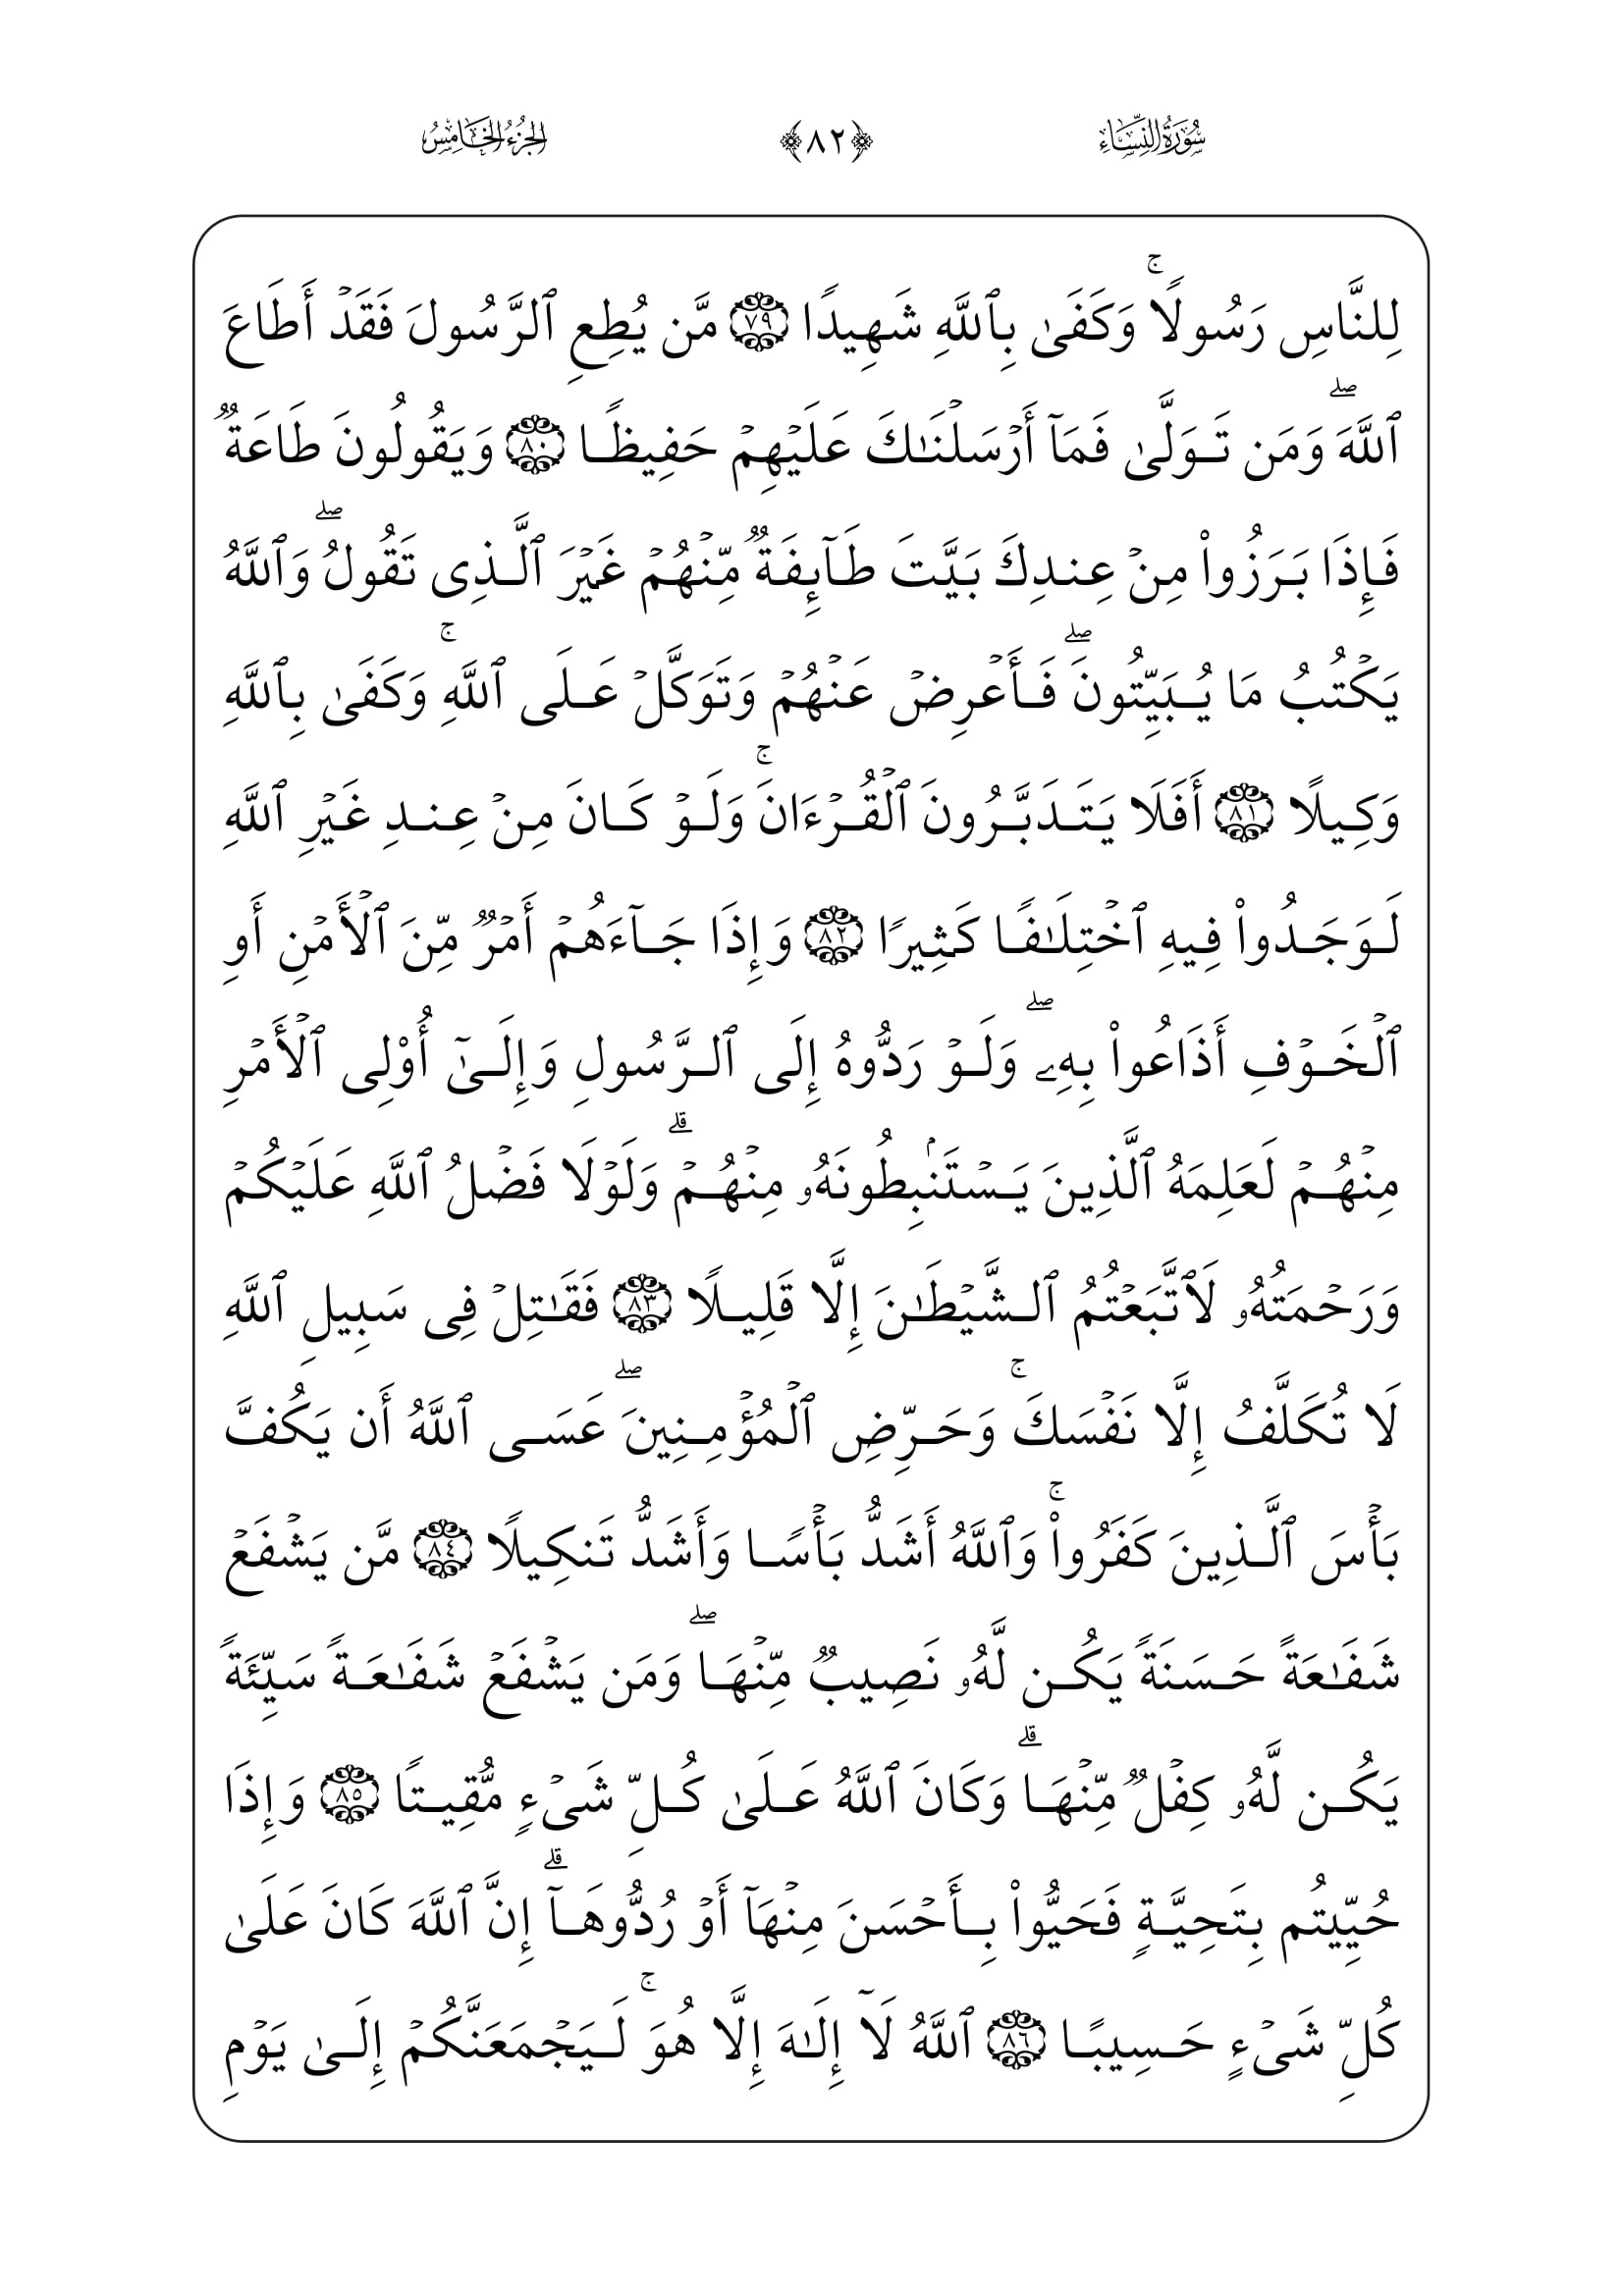 سُورَةُ النِّسَاءِ ﴿٨٢﴾ الجُزْءُ الخَامِسُ
لِلنَّاسِ رَسُولًا ۚ وَكَفَىٰ بِٱللَّهِ شَهِيدًا ٧٩ مَّن يُطِعِ ٱلرَّسُولَ فَقَدۡ أَطَاعَ
ٱللَّهَ ۖ وَمَن تَوَلَّىٰ فَمَآ أَرۡسَلۡنَـٰكَ عَلَيۡهِمۡ حَفِيظًا ٨٠ وَيَقُولُونَ طَاعَةٌ
فَإِذَا بَرَزُوا۟ مِنۡ عِندِكَ بَيَّتَ طَآئِفَةٌ مِّنۡهُمۡ غَيۡرَ ٱلَّذِى تَقُولُ ۖ وَٱللَّهُ
يَكۡتُبُ مَا يُبَيِّتُونَ ۖ فَأَعۡرِضۡ عَنۡهُمۡ وَتَوَكَّلۡ عَلَى ٱللَّهِ ۚ وَكَفَىٰ بِٱللَّهِ
وَكِيلًا ٨١ أَفَلَا يَتَدَبَّرُونَ ٱلۡقُرۡءَانَ ۚ وَلَوۡ كَانَ مِنۡ عِندِ غَيۡرِ ٱللَّهِ
لَوَجَدُوا۟ فِيهِ ٱخۡتِلَـٰفًا كَثِيرًا ٨٢ وَإِذَا جَآءَهُمۡ أَمۡرٌ مِّنَ ٱلۡأَمۡنِ أَوِ
ٱلۡخَوۡفِ أَذَاعُوا۟ بِهِۦ ۖ وَلَوۡ رَدُّوهُ إِلَى ٱلرَّسُولِ وَإِلَىٰٓ أُو۟لِى ٱلۡأَمۡرِ
مِنۡهُمۡ لَعَلِمَهُ ٱلَّذِينَ يَسۡتَنۢبِطُونَهُۥ مِنۡهُمۡ ۗ وَلَوۡلَا فَضۡلُ ٱللَّهِ عَلَيۡكُمۡ
وَرَحۡمَتُهُۥ لَٱتَّبَعۡتُمُ ٱلشَّيۡطَـٰنَ إِلَّا قَلِيلًا ٨٣ فَقَـٰتِلۡ فِى سَبِيلِ ٱللَّهِ
لَا تُكَلَّفُ إِلَّا نَفۡسَكَ ۚ وَحَرِّضِ ٱلۡمُؤۡمِنِينَ ۖ عَسَى ٱللَّهُ أَن يَكُفَّ
بَأۡسَ ٱلَّذِينَ كَفَرُوا۟ ۚ وَٱللَّهُ أَشَدُّ بَأۡسًا وَأَشَدُّ تَنكِيلًا ٨٤ مَّن يَشۡفَعۡ
شَفَـٰعَةً حَسَنَةً يَكُن لَّهُۥ نَصِيبٌ مِّنۡهَا ۖ وَمَن يَشۡفَعۡ شَفَـٰعَةً سَيِّئَةً
يَكُن لَّهُۥ كِفۡلٌ مِّنۡهَا ۗ وَكَانَ ٱللَّهُ عَلَىٰ كُلِّ شَىۡءٍ مُّقِيتًا ٨٥ وَإِذَا
حُيِّيتُم بِتَحِيَّةٍ فَحَيُّوا۟ بِأَحۡسَنَ مِنۡهَآ أَوۡ رُدُّوهَآ ۗ إِنَّ ٱللَّهَ كَانَ عَلَىٰ
كُلِّ شَىۡءٍ حَسِيبًا ٨٦ ٱللَّهُ لَآ إِلَـٰهَ إِلَّا هُوَ ۚ لَيَجۡمَعَنَّكُمۡ إِلَىٰ يَوۡمِ